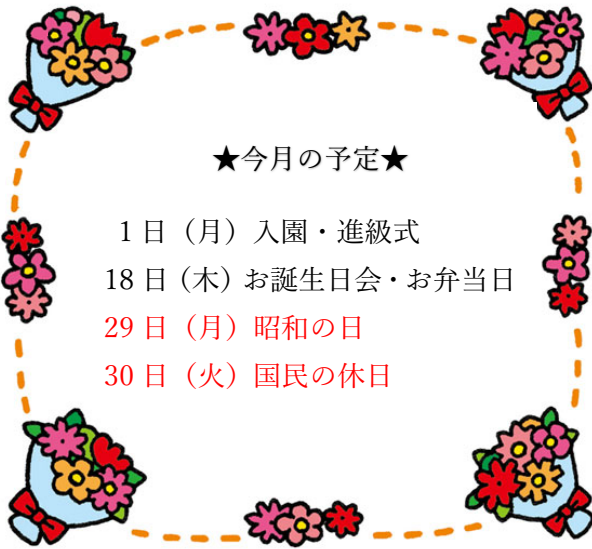 ★今月の予定★
1日（月）入園・進級式
18日（木）お誕生日会・お弁当日
29日（月）昭和の日
30日（火）国民の休日